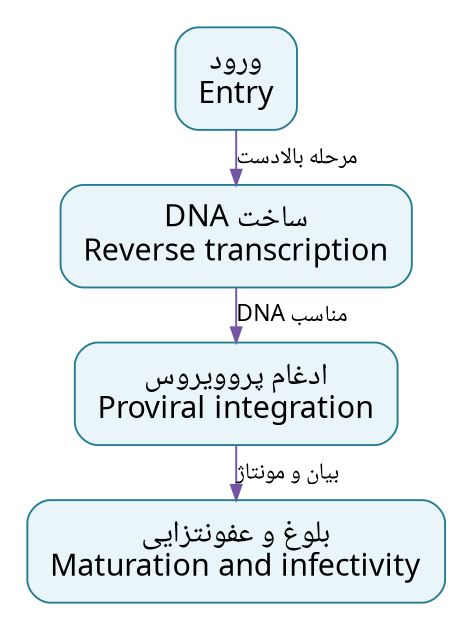 ورود
Entry
مرحله بالادست
ساخت DNA
Reverse transcription
DNA مناسب
ادغام پروویروس
Proviral integration
بیان و مونتاژ
بلوغ و عفونتزایی
Maturation and infectivity